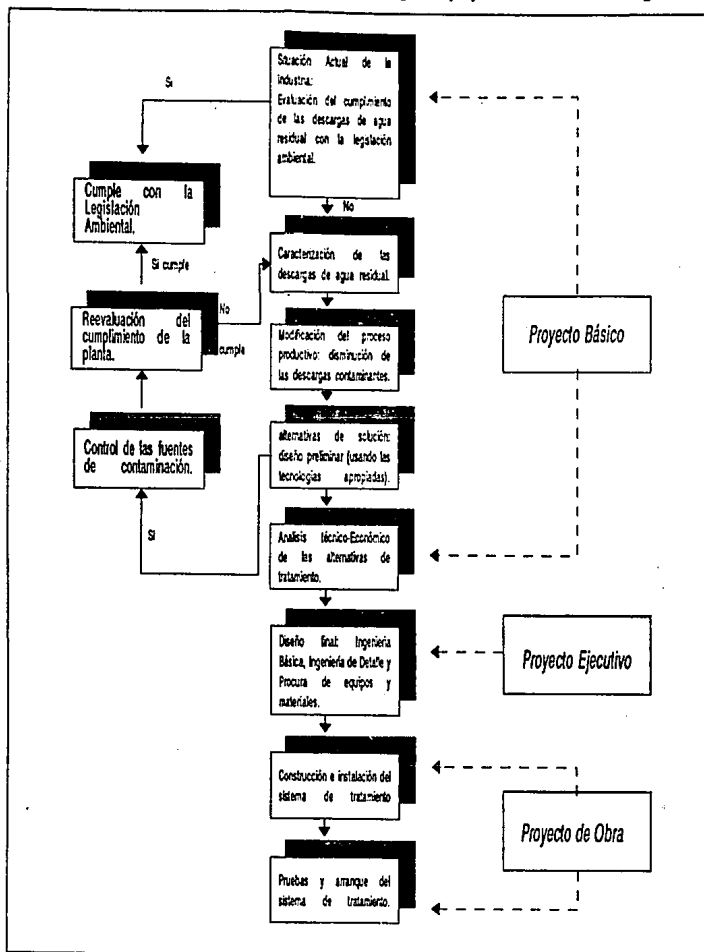 Situación Actual de la
industria:
Evaluación del cumplimiento
de las descargas de agua
residual con la legislación
ambiental.
Si
No
Cumple con la
Legislación
Ambiental.
Si cumple
Caracterización de las
descargas de agua residual.
Reevaluación del
cumplimiento de la
planta.
No
cumple
Modificación del proceso
productivo: disminución de
las descargas contaminantes.
Proyecto Básico
Control de las fuentes
de contaminación.
alternativas de solución:
diseño preliminar (usando las
tecnologías apropiadas).
Si
Analisis técnico-Económico
de las alternativas de
tratamiento.
Diseño final: Ingeniería
Básica, Ingeniería de Detalle y
Procura de equipos y
materiales.
Proyecto Ejecutivo
Construcción e instalación del
sistema de tratamiento
Proyecto de Obra
Pruebas y arranque del
sistema de tratamiento.